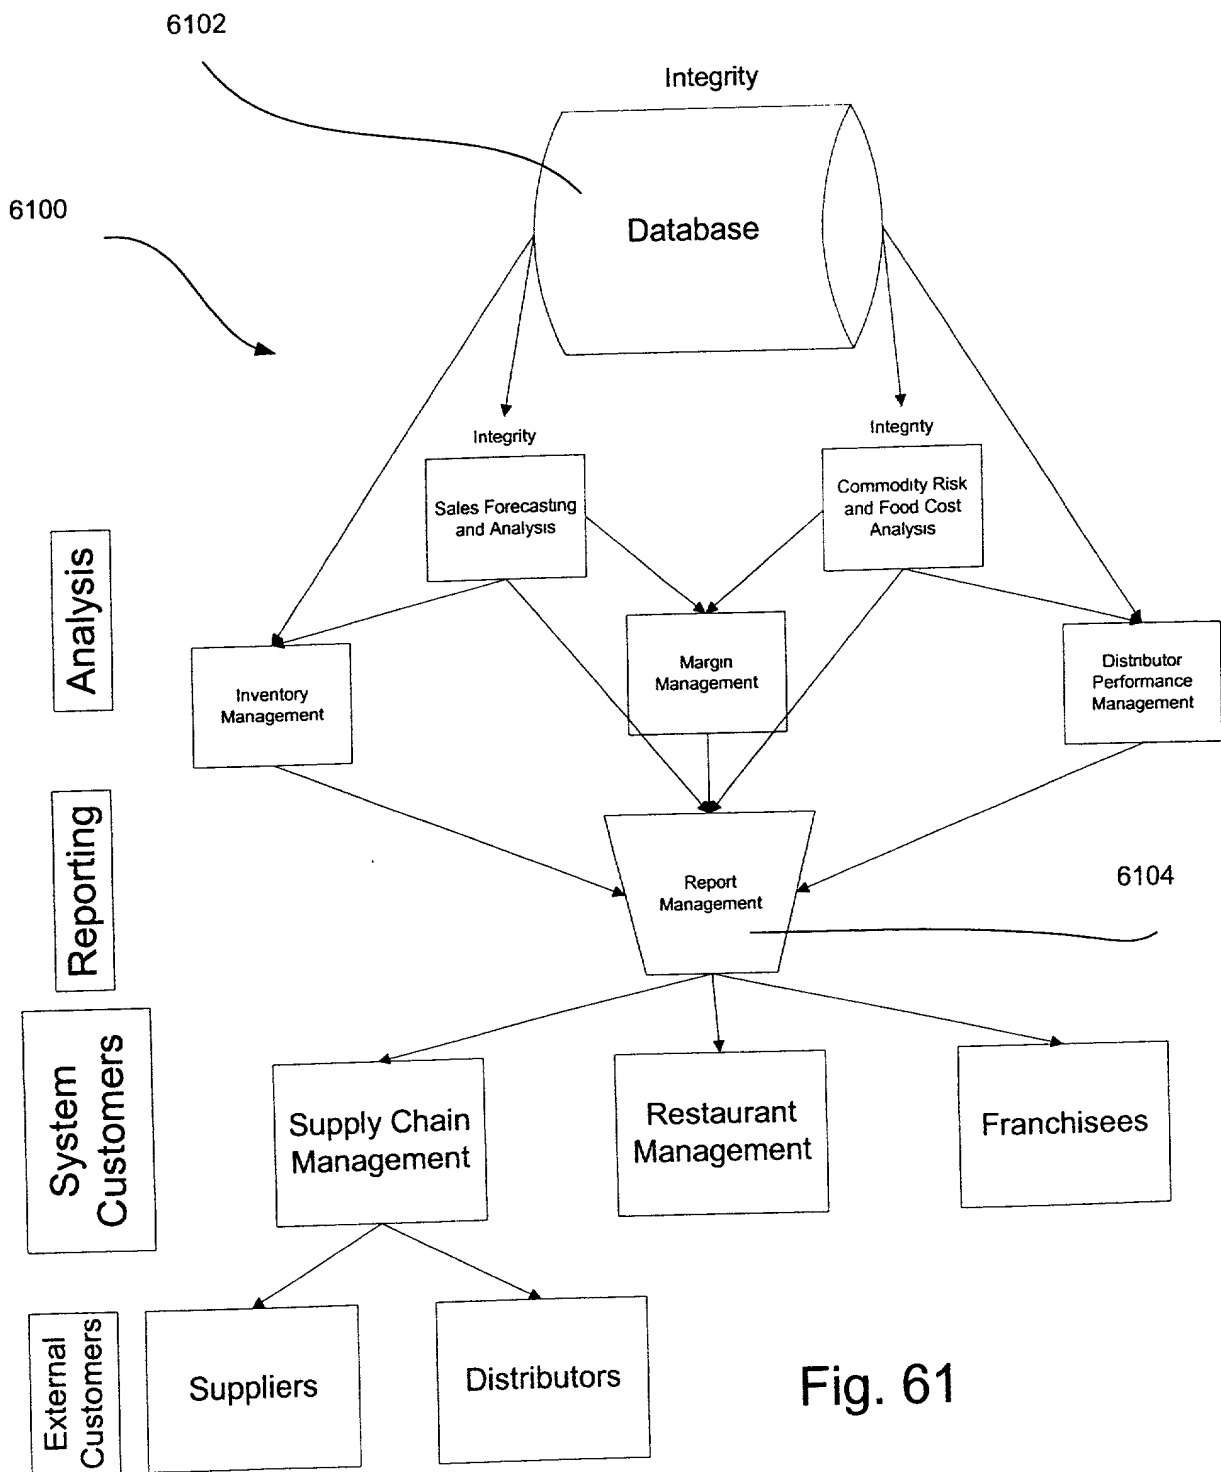 6102
Integrity
6100
Database
Integrity
Integrity
Sales Forecasting
and Analysis
Commodity Risk
and Food Cost
Analysis
Analysis
Inventory
Management
Margin
Management
Distributor
Performance
Management
Reporting
Report
Management
6104
System
Customers
Supply Chain
Management
Restaurant
Management
Franchisees
External
Customers
Suppliers
Distributors
Fig. 61